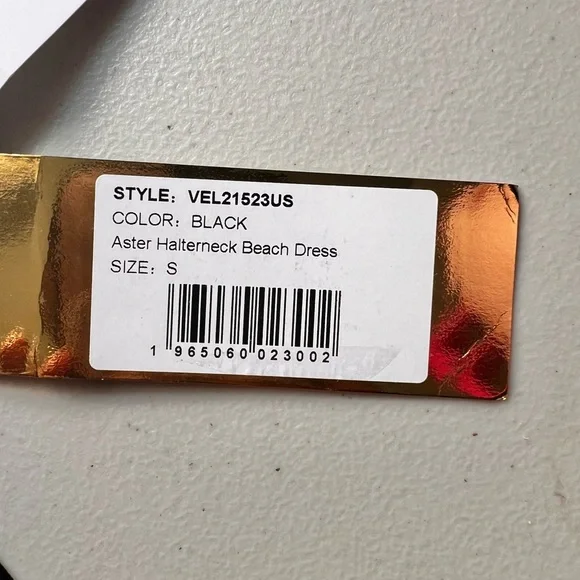 STYLE: VEL21523US
COLOR: BLACK
Aster Halterneck Beach Dress
SIZE: S
1 965060 023002